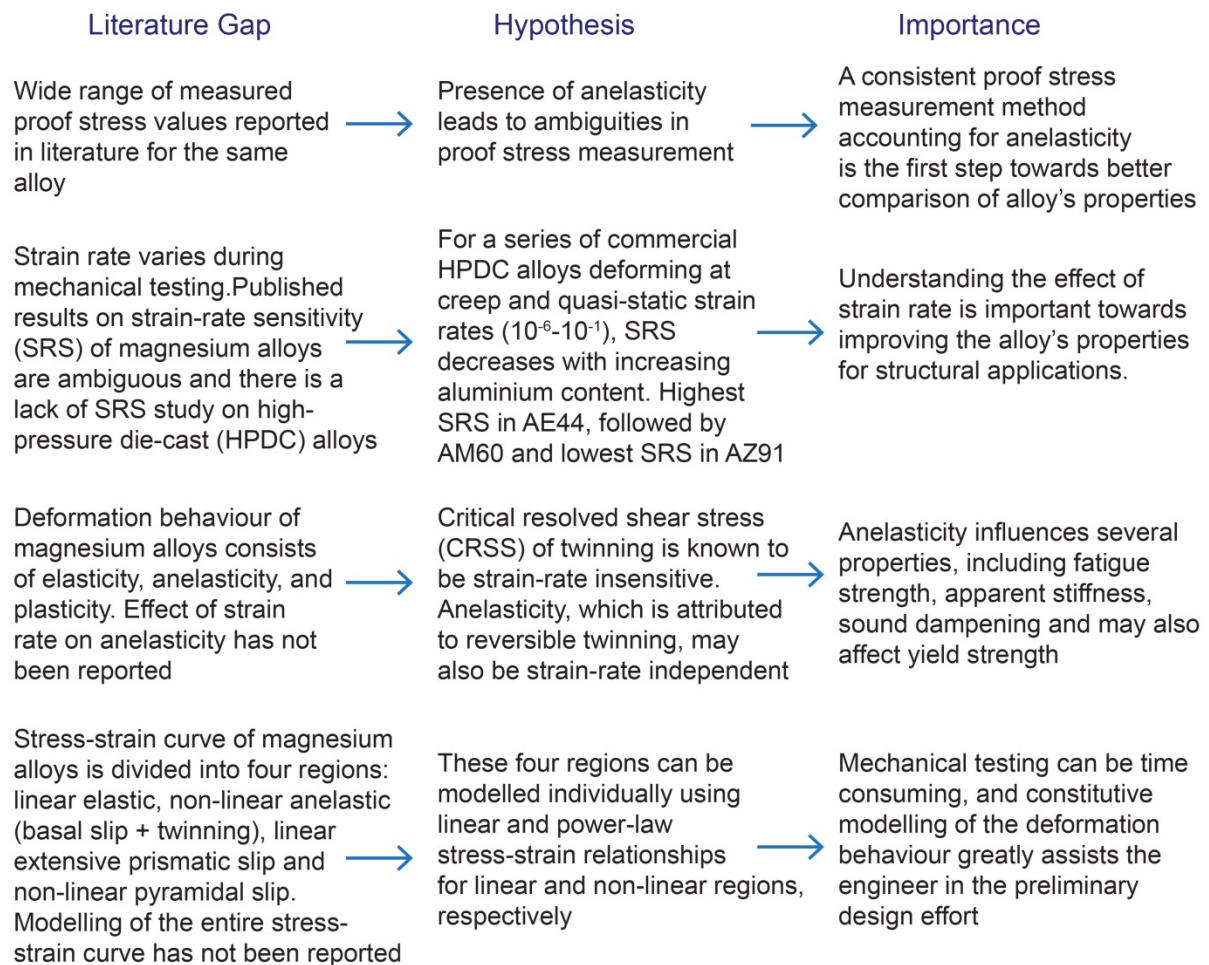 Literature Gap
Hypothesis
Importance
Wide range of measured
proof stress values reported
in literature for the same
alloy
Presence of anelasticity
leads to ambiguities in
proof stress measurement
A consistent proof stress
measurement method
accounting for anelasticity
is the first step towards better
comparison of alloy's properties
Strain rate varies during
mechanical testing.Published
results on strain-rate sensitivity
(SRS) of magnesium alloys
are ambiguous and there is a
lack of SRS study on high-
pressure die-cast (HPDC) alloys
For a series of commercial
HPDC alloys deforming at
creep and quasi-static strain
rates (10⁻⁶-10⁻¹), SRS
decreases with increasing
aluminium content. Highest
SRS in AE44, followed by
AM60 and lowest SRS in AZ91
Understanding the effect of
strain rate is important towards
improving the alloy's properties
for structural applications.
Deformation behaviour of
magnesium alloys consists
of elasticity, anelasticity, and
plasticity. Effect of strain
rate on anelasticity has not
been reported
Critical resolved shear stress
(CRSS) of twinning is known to
be strain-rate insensitive.
Anelasticity, which is attributed
to reversible twinning, may
also be strain-rate independent
Anelasticity influences several
properties, including fatigue
strength, apparent stiffness,
sound dampening and may also
affect yield strength
Stress-strain curve of magnesium
alloys is divided into four regions:
linear elastic, non-linear anelastic
(basal slip + twinning), linear
extensive prismatic slip and
non-linear pyramidal slip.
Modelling of the entire stress-
strain curve has not been reported
These four regions can be
modelled individually using
linear and power-law
stress-strain relationships
for linear and non-linear regions,
respectively
Mechanical testing can be time
consuming, and constitutive
modelling of the deformation
behaviour greatly assists the
engineer in the preliminary
design effort